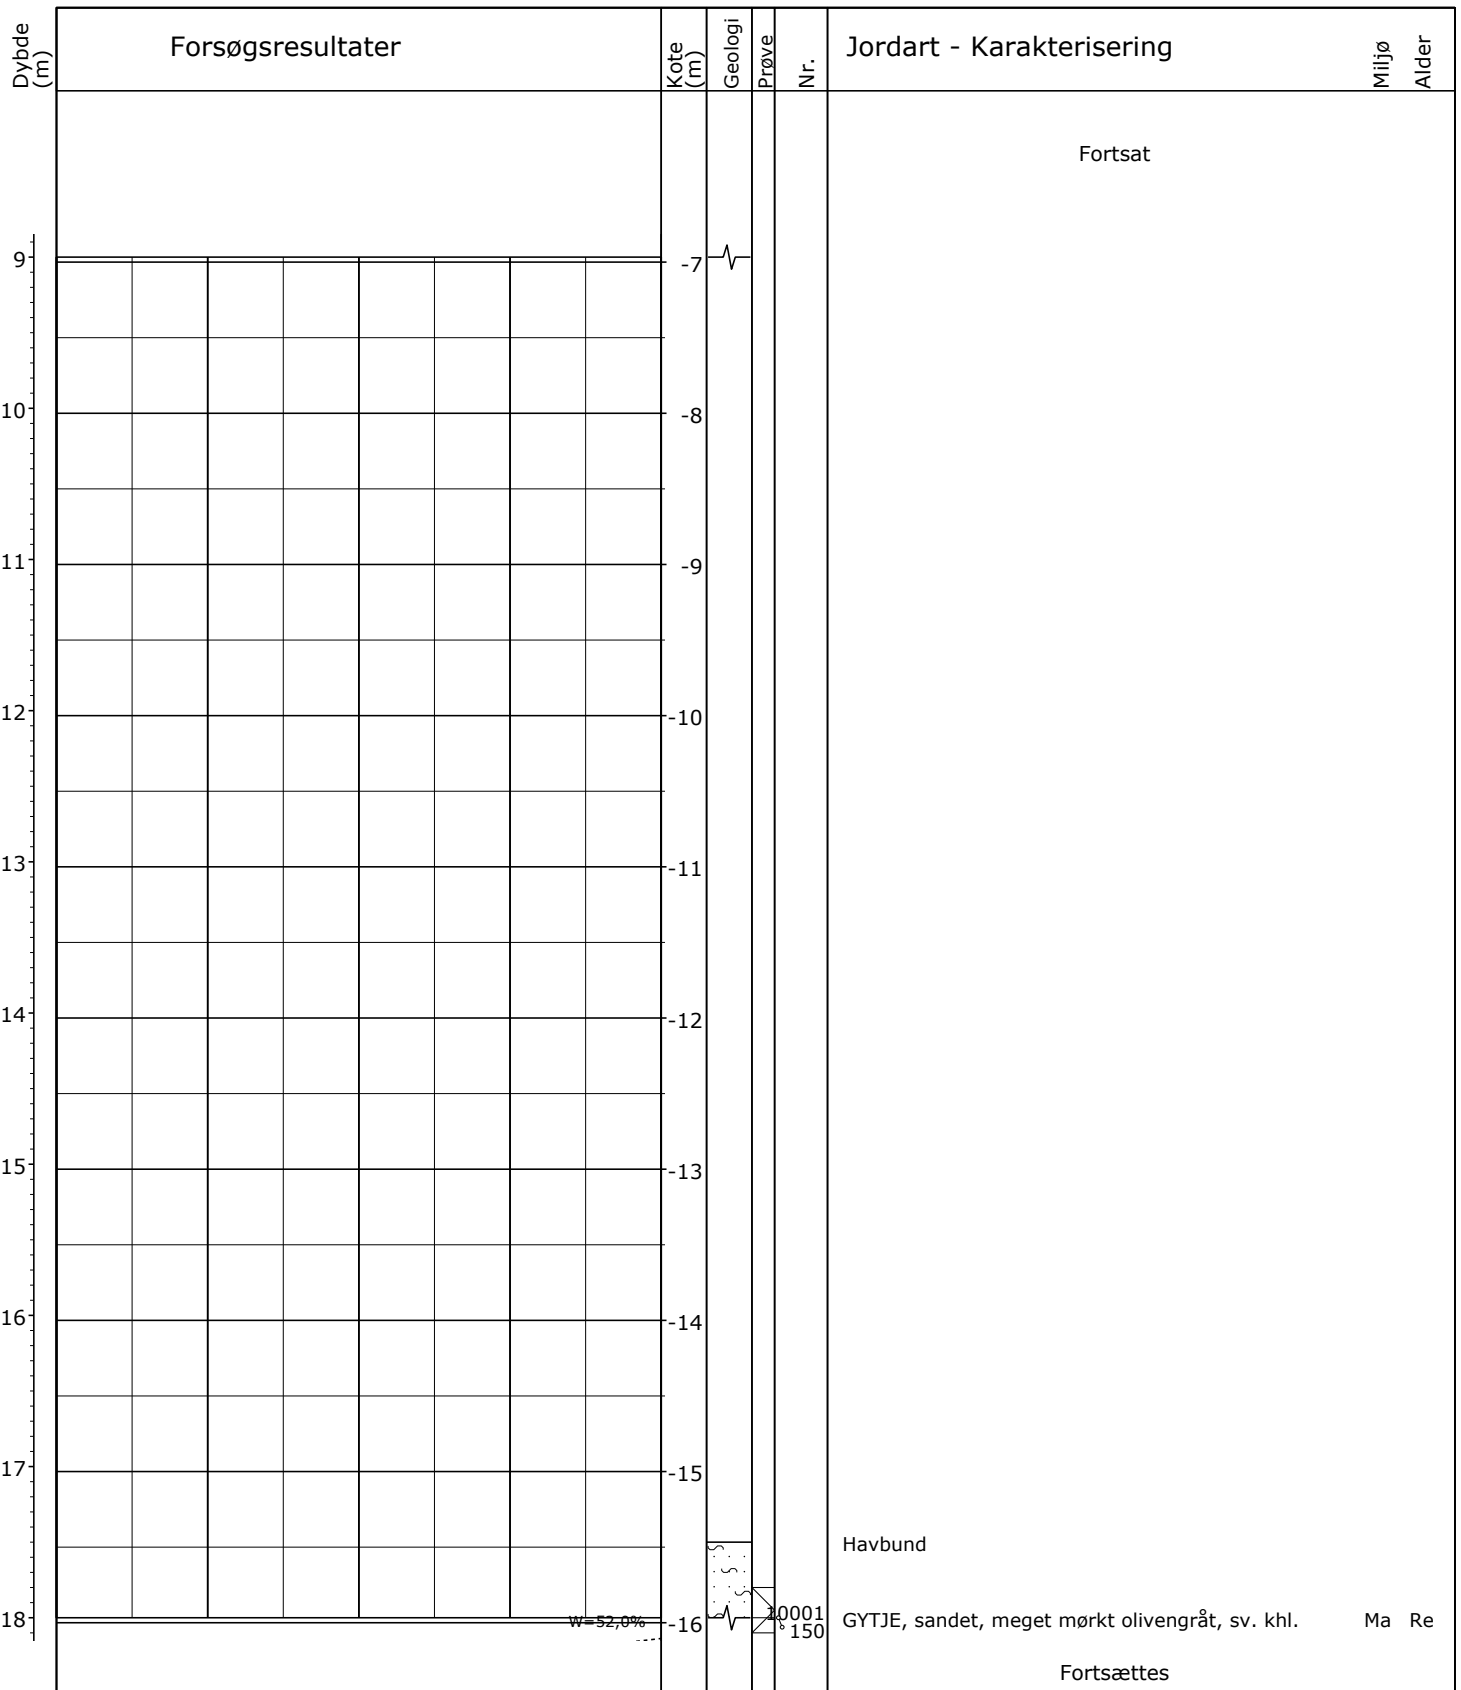 Dybde (m)
Forsøgsresultater
Kote (m)
Geologi
Prøve
Nr.
Jordart - Karakterisering
Miljø
Alder
Fortsat
9
-7
10
-8
11
-9
12
-10
13
-11
14
-12
15
-13
16
-14
17
-15
Havbund
18
W=52,0%
-16
10001
150
GYTJE, sandet, meget mørkt olivengråt, sv. khl.
Ma
Re
Fortsættes